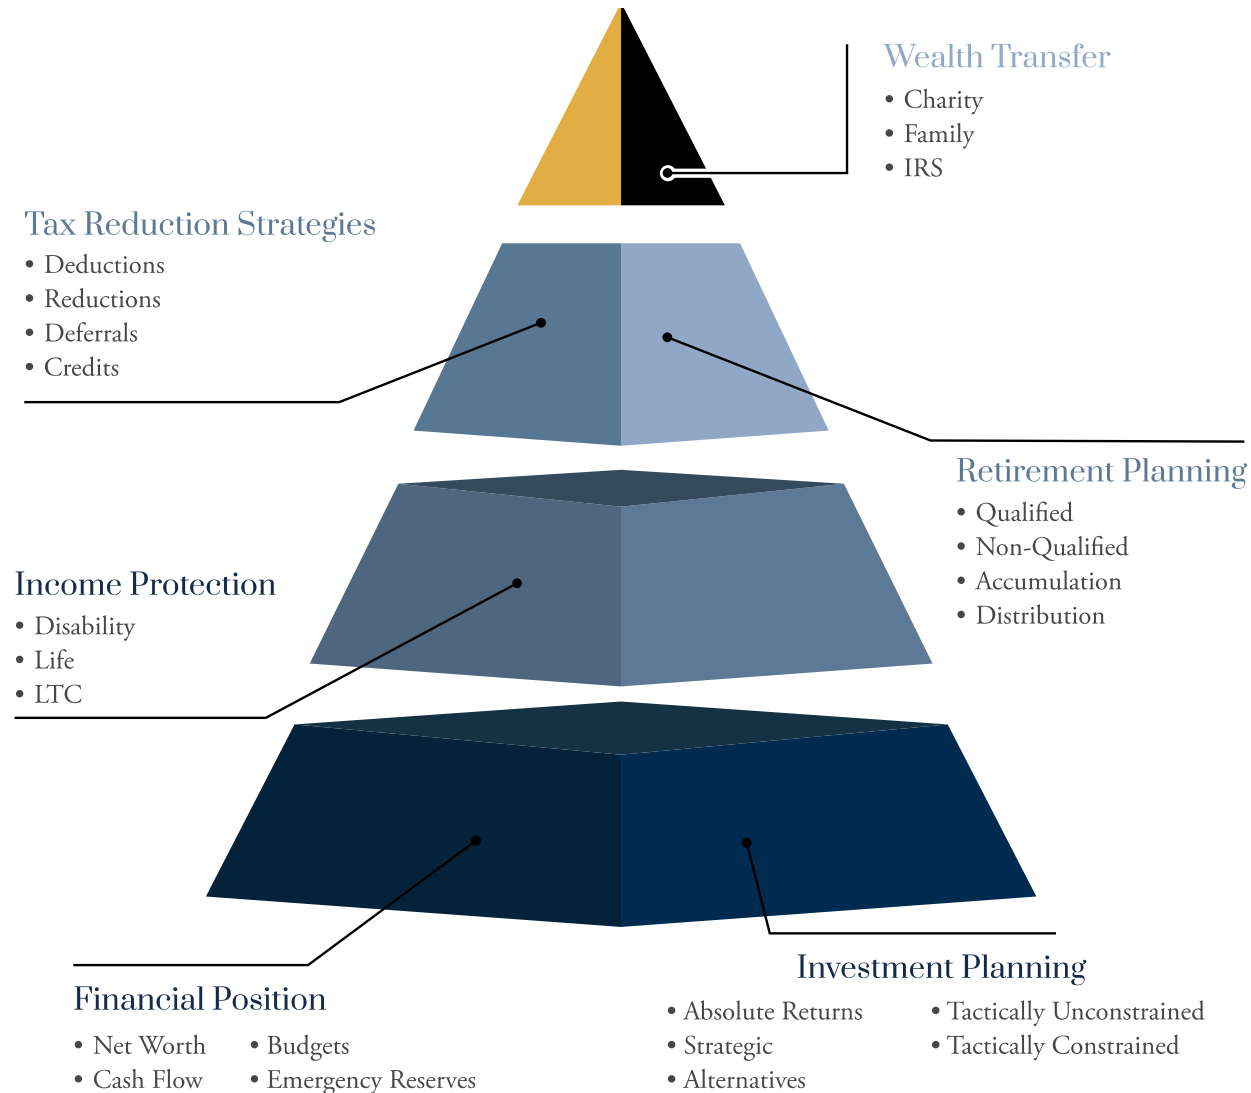 Wealth Transfer
• Charity
• Family
• IRS
Tax Reduction Strategies
• Deductions
• Reductions
• Deferrals
• Credits
Retirement Planning
• Qualified
• Non-Qualified
• Accumulation
• Distribution
Income Protection
• Disability
• Life
• LTC
Financial Position
• Net Worth
• Cash Flow
• Budgets
• Emergency Reserves
Investment Planning
• Absolute Returns
• Strategic
• Alternatives
• Tactically Unconstrained
• Tactically Constrained